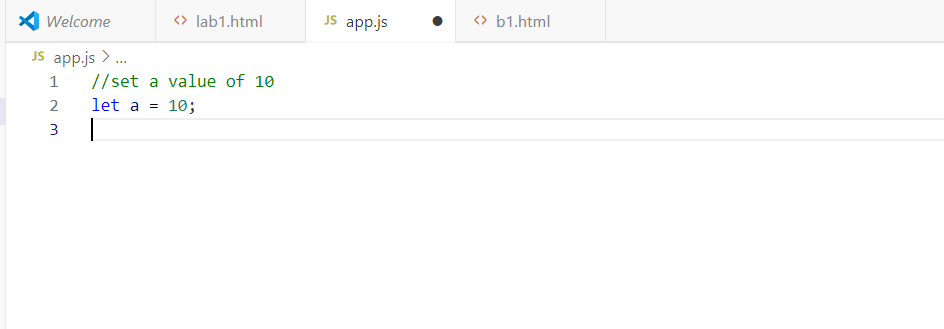 Welcome
<> lab1.html
JS app.js
<> b1.html
JS app.js > ...
1 //set a value of 10
2 let a = 10;
3